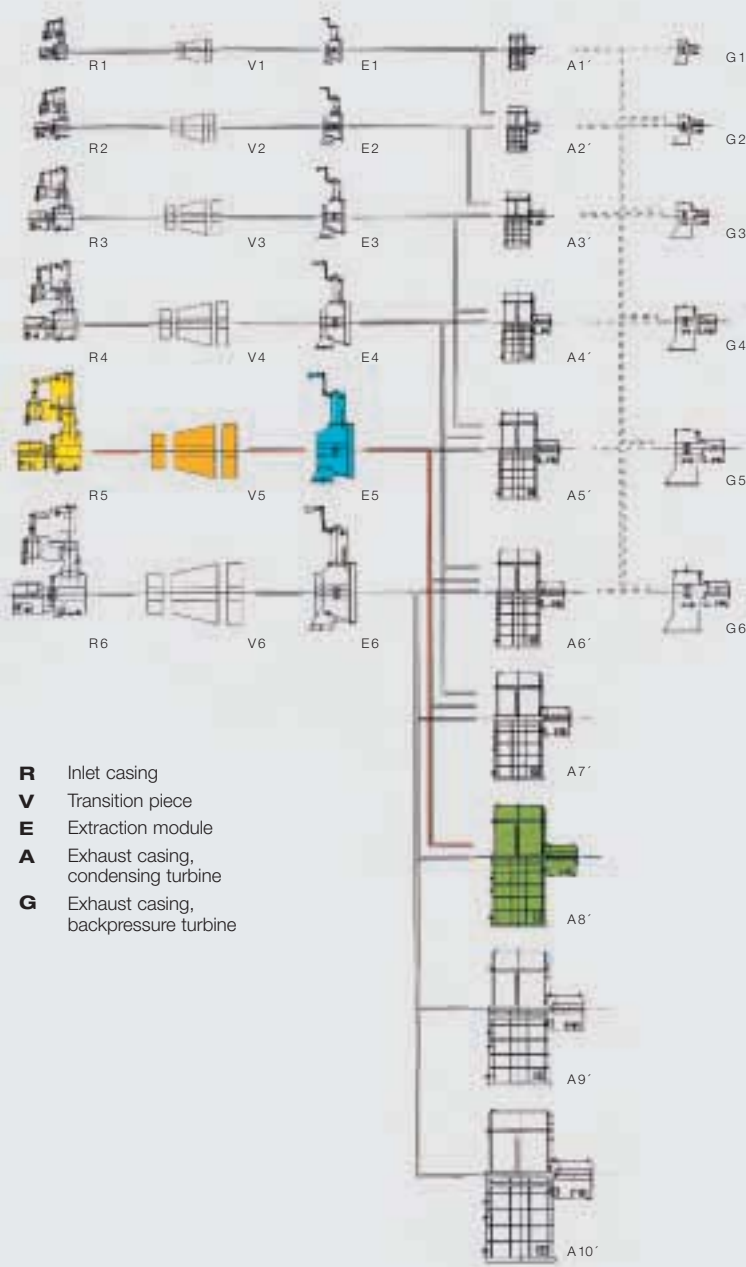 R1 V1 E1 A1´ G1
R2 V2 E2 A2´ G2
R3 V3 E3 A3´ G3
R4 V4 E4 A4´ G4
R5 V5 E5 A5´ G5
R6 V6 E6 A6´ G6
A7´
A8´
A9´
A10´
R Inlet casing
V Transition piece
E Extraction module
A Exhaust casing,
condensing turbine
G Exhaust casing,
backpressure turbine